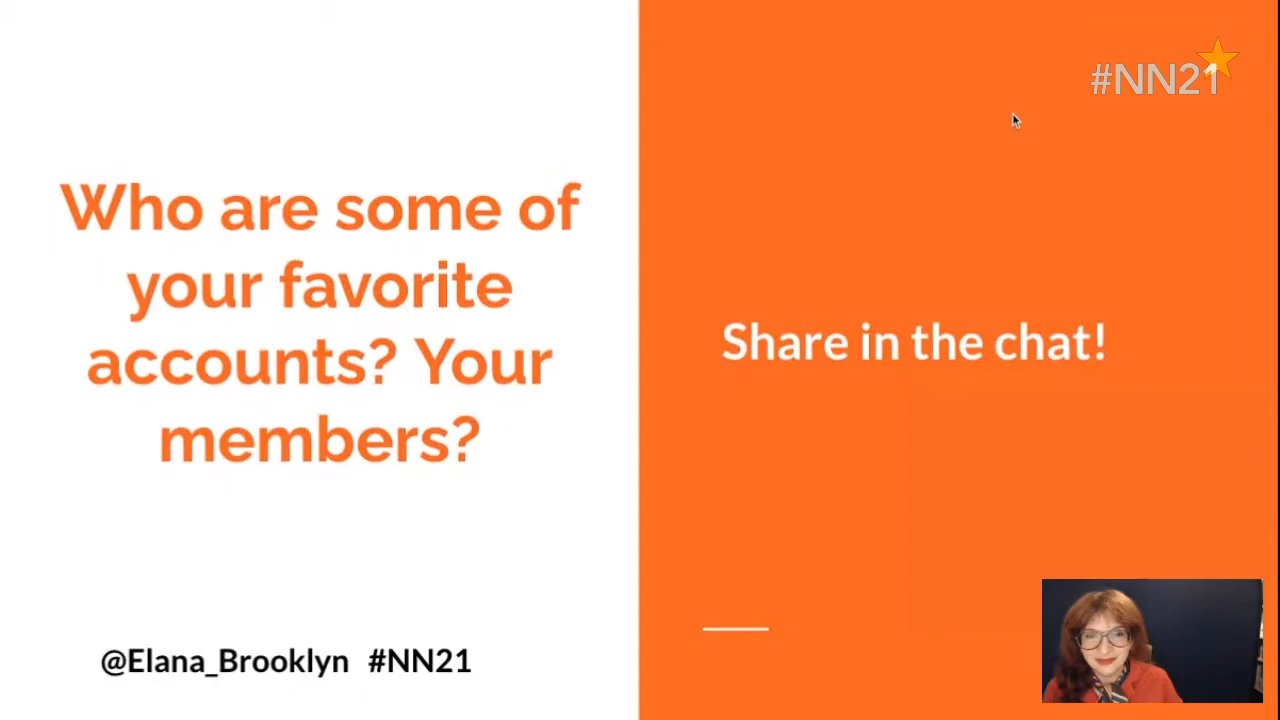 Who are some of
your favorite
accounts? Your
members?
@Elana_Brooklyn #NN21
#NN21
Share in the chat!